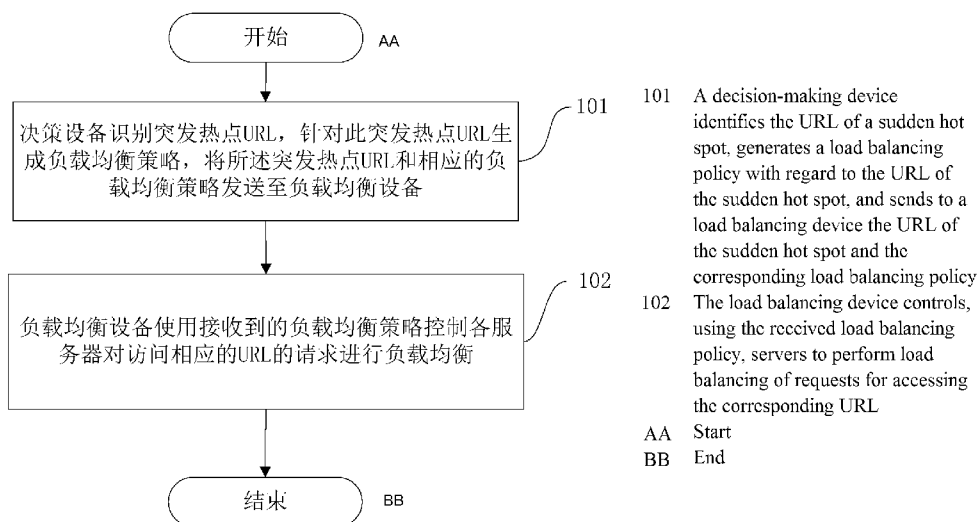 开始
AA
决策设备识别突发热点URL，针对此突发热点URL生
成负载均衡策略，将所述突发热点URL和相应的负
载均衡策略发送至负载均衡设备
101
负载均衡设备使用接收到的负载均衡策略控制各服
务器对访问相应的URL的请求进行负载均衡
102
结束
BB
101 A decision-making device
identifies the URL of a sudden hot
spot, generates a load balancing
policy with regard to the URL of
the sudden hot spot, and sends to a
load balancing device the URL of
the sudden hot spot and the
corresponding load balancing policy
102 The load balancing device controls,
using the received load balancing
policy, servers to perform load
balancing of requests for accessing
the corresponding URL
AA Start
BB End